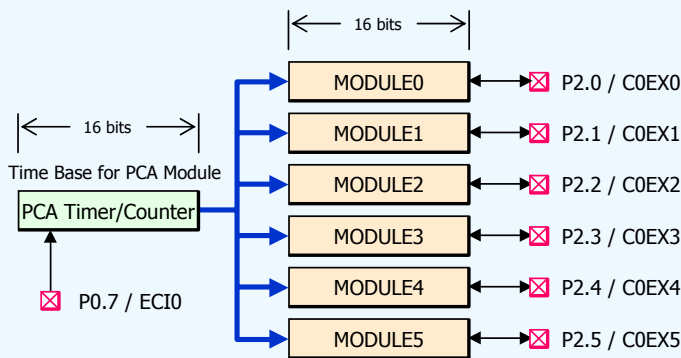 16 bits
MODULE0
P2.0 / C0EX0
MODULE1
P2.1 / C0EX1
16 bits
Time Base for PCA Module
MODULE2
P2.2 / C0EX2
PCA Timer/Counter
MODULE3
P2.3 / C0EX3
MODULE4
P2.4 / C0EX4
P0.7 / ECI0
MODULE5
P2.5 / C0EX5